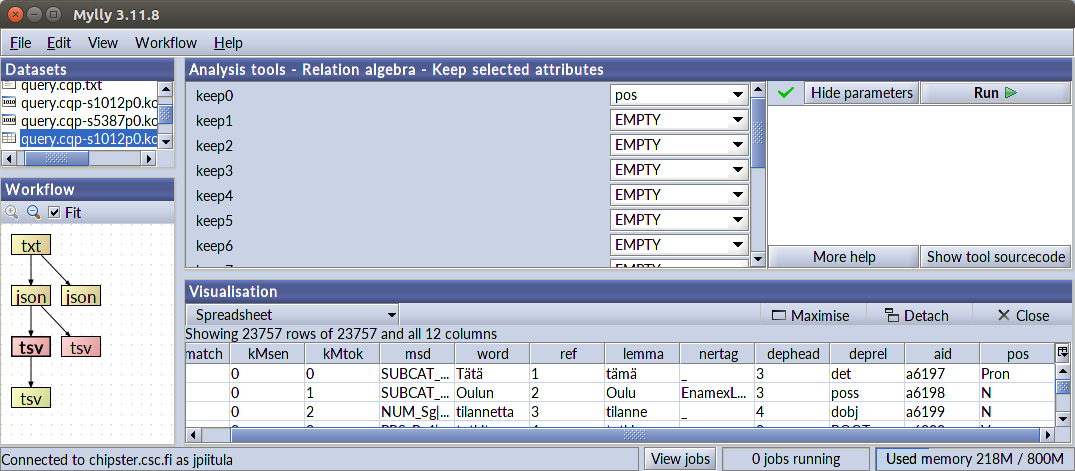 Mylly 3.11.8
File Edit View Workflow Help
Datasets
query.cqp.txt
query.cqp-s1012p0.kc
query.cqp-s5387p0.kc
query.cqp-s1012p0.kc
Workflow
Fit
txt
json json
tsv tsv
tsv
Analysis tools - Relation algebra - Keep selected attributes
keep0 pos
keep1 EMPTY
keep2 EMPTY
keep3 EMPTY
keep4 EMPTY
keep5 EMPTY
keep6 EMPTY
Hide parameters Run
More help Show tool sourcecode
Visualisation
Spreadsheet Maximise Detach Close
Showing 23757 rows of 23757 and all 12 columns
match kMsen kMtok msd word ref lemma nertag dephead deprel aid pos
0 0 SUBCAT_... Tätä 1 tämä _ 3 det a6197 Pron
0 1 SUBCAT_... Oulun 2 Oulu EnamexL... 3 poss a6198 N
0 2 NUM_Sg|... tilannetta 3 tilanne _ 4 dobj a6199 N
Connected to chipster.csc.fi as jpiitula View jobs 0 jobs running Used memory 218M / 800M